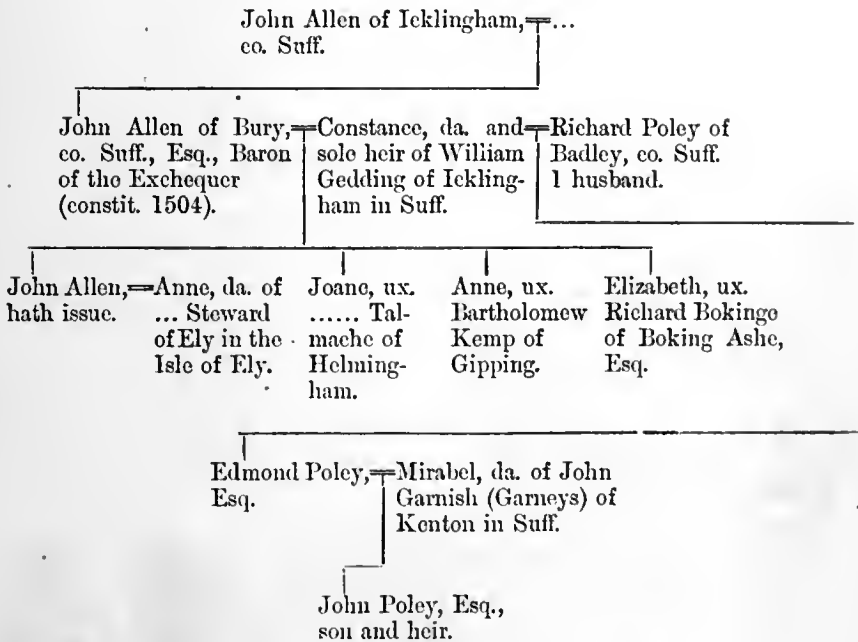 John Allen of Icklingham, = ...
co. Suff.
John Allen of Bury, = Constance, da. and = Richard Poley of
co. Suff., Esq., Baron sole heir of William Badley, co. Suff.
of the Exchequer Gedding of Ickling- 1 husband.
(constit. 1504). ham in Suff.
John Allen, = Anne, da. of Joane, ux. Anne, ux. Elizabeth, ux.
hath issue. ... Steward ...... Tal- Bartholomew Richard Bokinge
of Ely in the mache of Kemp of of Boking Ashe,
Isle of Ely. Helming- Gipping. Esq.
ham.
Edmond Poley, = Mirabel, da. of John
Esq. Garnish (Garneys) of
Kenton in Suff.
John Poley, Esq.,
son and heir.